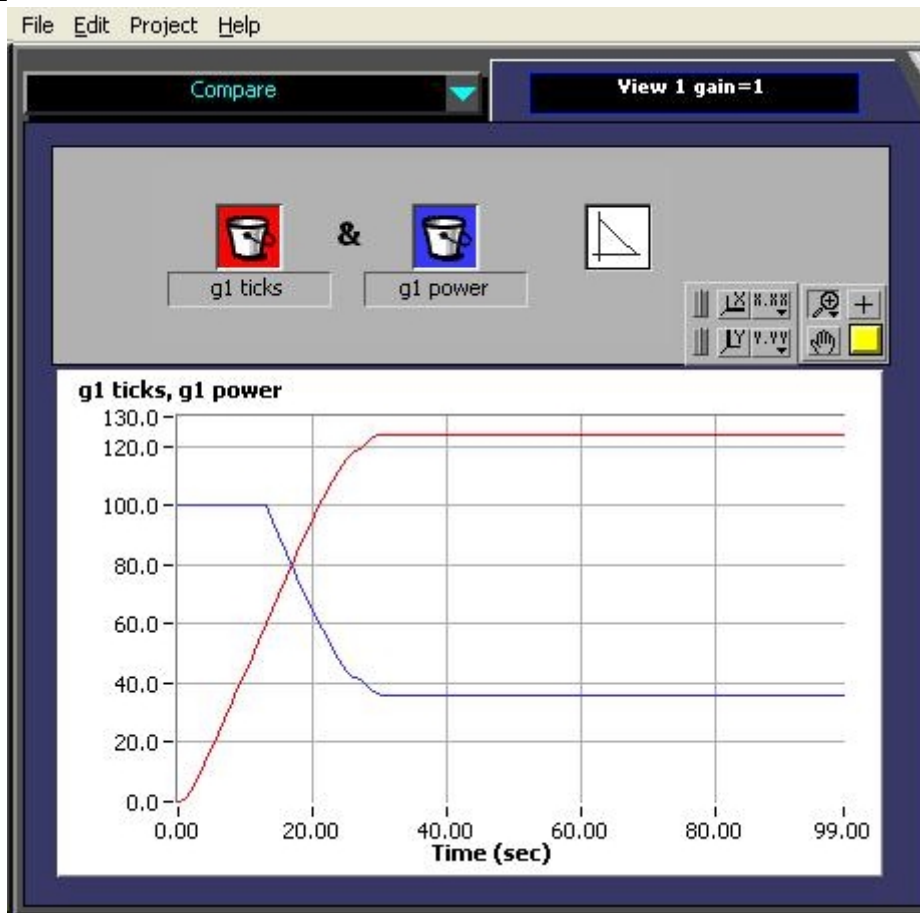 File Edit Project Help
Compare
View 1 gain=1
&
g1 ticks
g1 power
X X.XX
Y Y.YY
g1 ticks, g1 power
130.0
120.0
100.0
80.0
60.0
40.0
20.0
0.0
0.00 20.00 40.00 60.00 80.00 99.00
Time (sec)